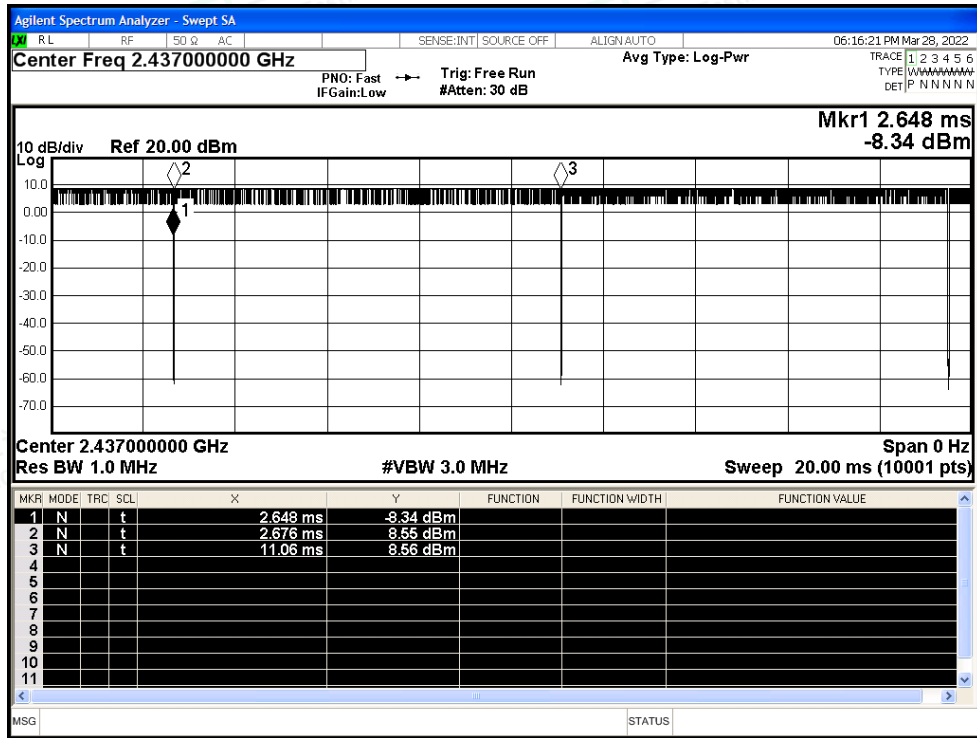 Agilent Spectrum Analyzer - Swept SA
LXI RL RF 50 Ω AC SENSE:INT SOURCE OFF ALIGN AUTO 06:16:21 PM Mar 28, 2022
Center Freq 2.437000000 GHz
Avg Type: Log-Pwr
TRACE 1 2 3 4 5 6
PNO: Fast Trig: Free Run
TYPE W
IFGain:Low #Atten: 30 dB
DET P N N N N N
Mkr1 2.648 ms
10 dB/div Ref 20.00 dBm -8.34 dBm
Log
2 3
10.0
0.00 1
-10.0
-20.0
-30.0
-40.0
-50.0
-60.0
-70.0
Center 2.437000000 GHz Span 0 Hz
Res BW 1.0 MHz #VBW 3.0 MHz Sweep 20.00 ms (10001 pts)
MKR MODE TRC SCL X Y FUNCTION FUNCTION WIDTH FUNCTION VALUE
1 N t 2.648 ms -8.34 dBm
2 N t 2.676 ms 8.55 dBm
3 N t 11.06 ms 8.56 dBm
4
5
6
7
8
9
10
11
MSG STATUS